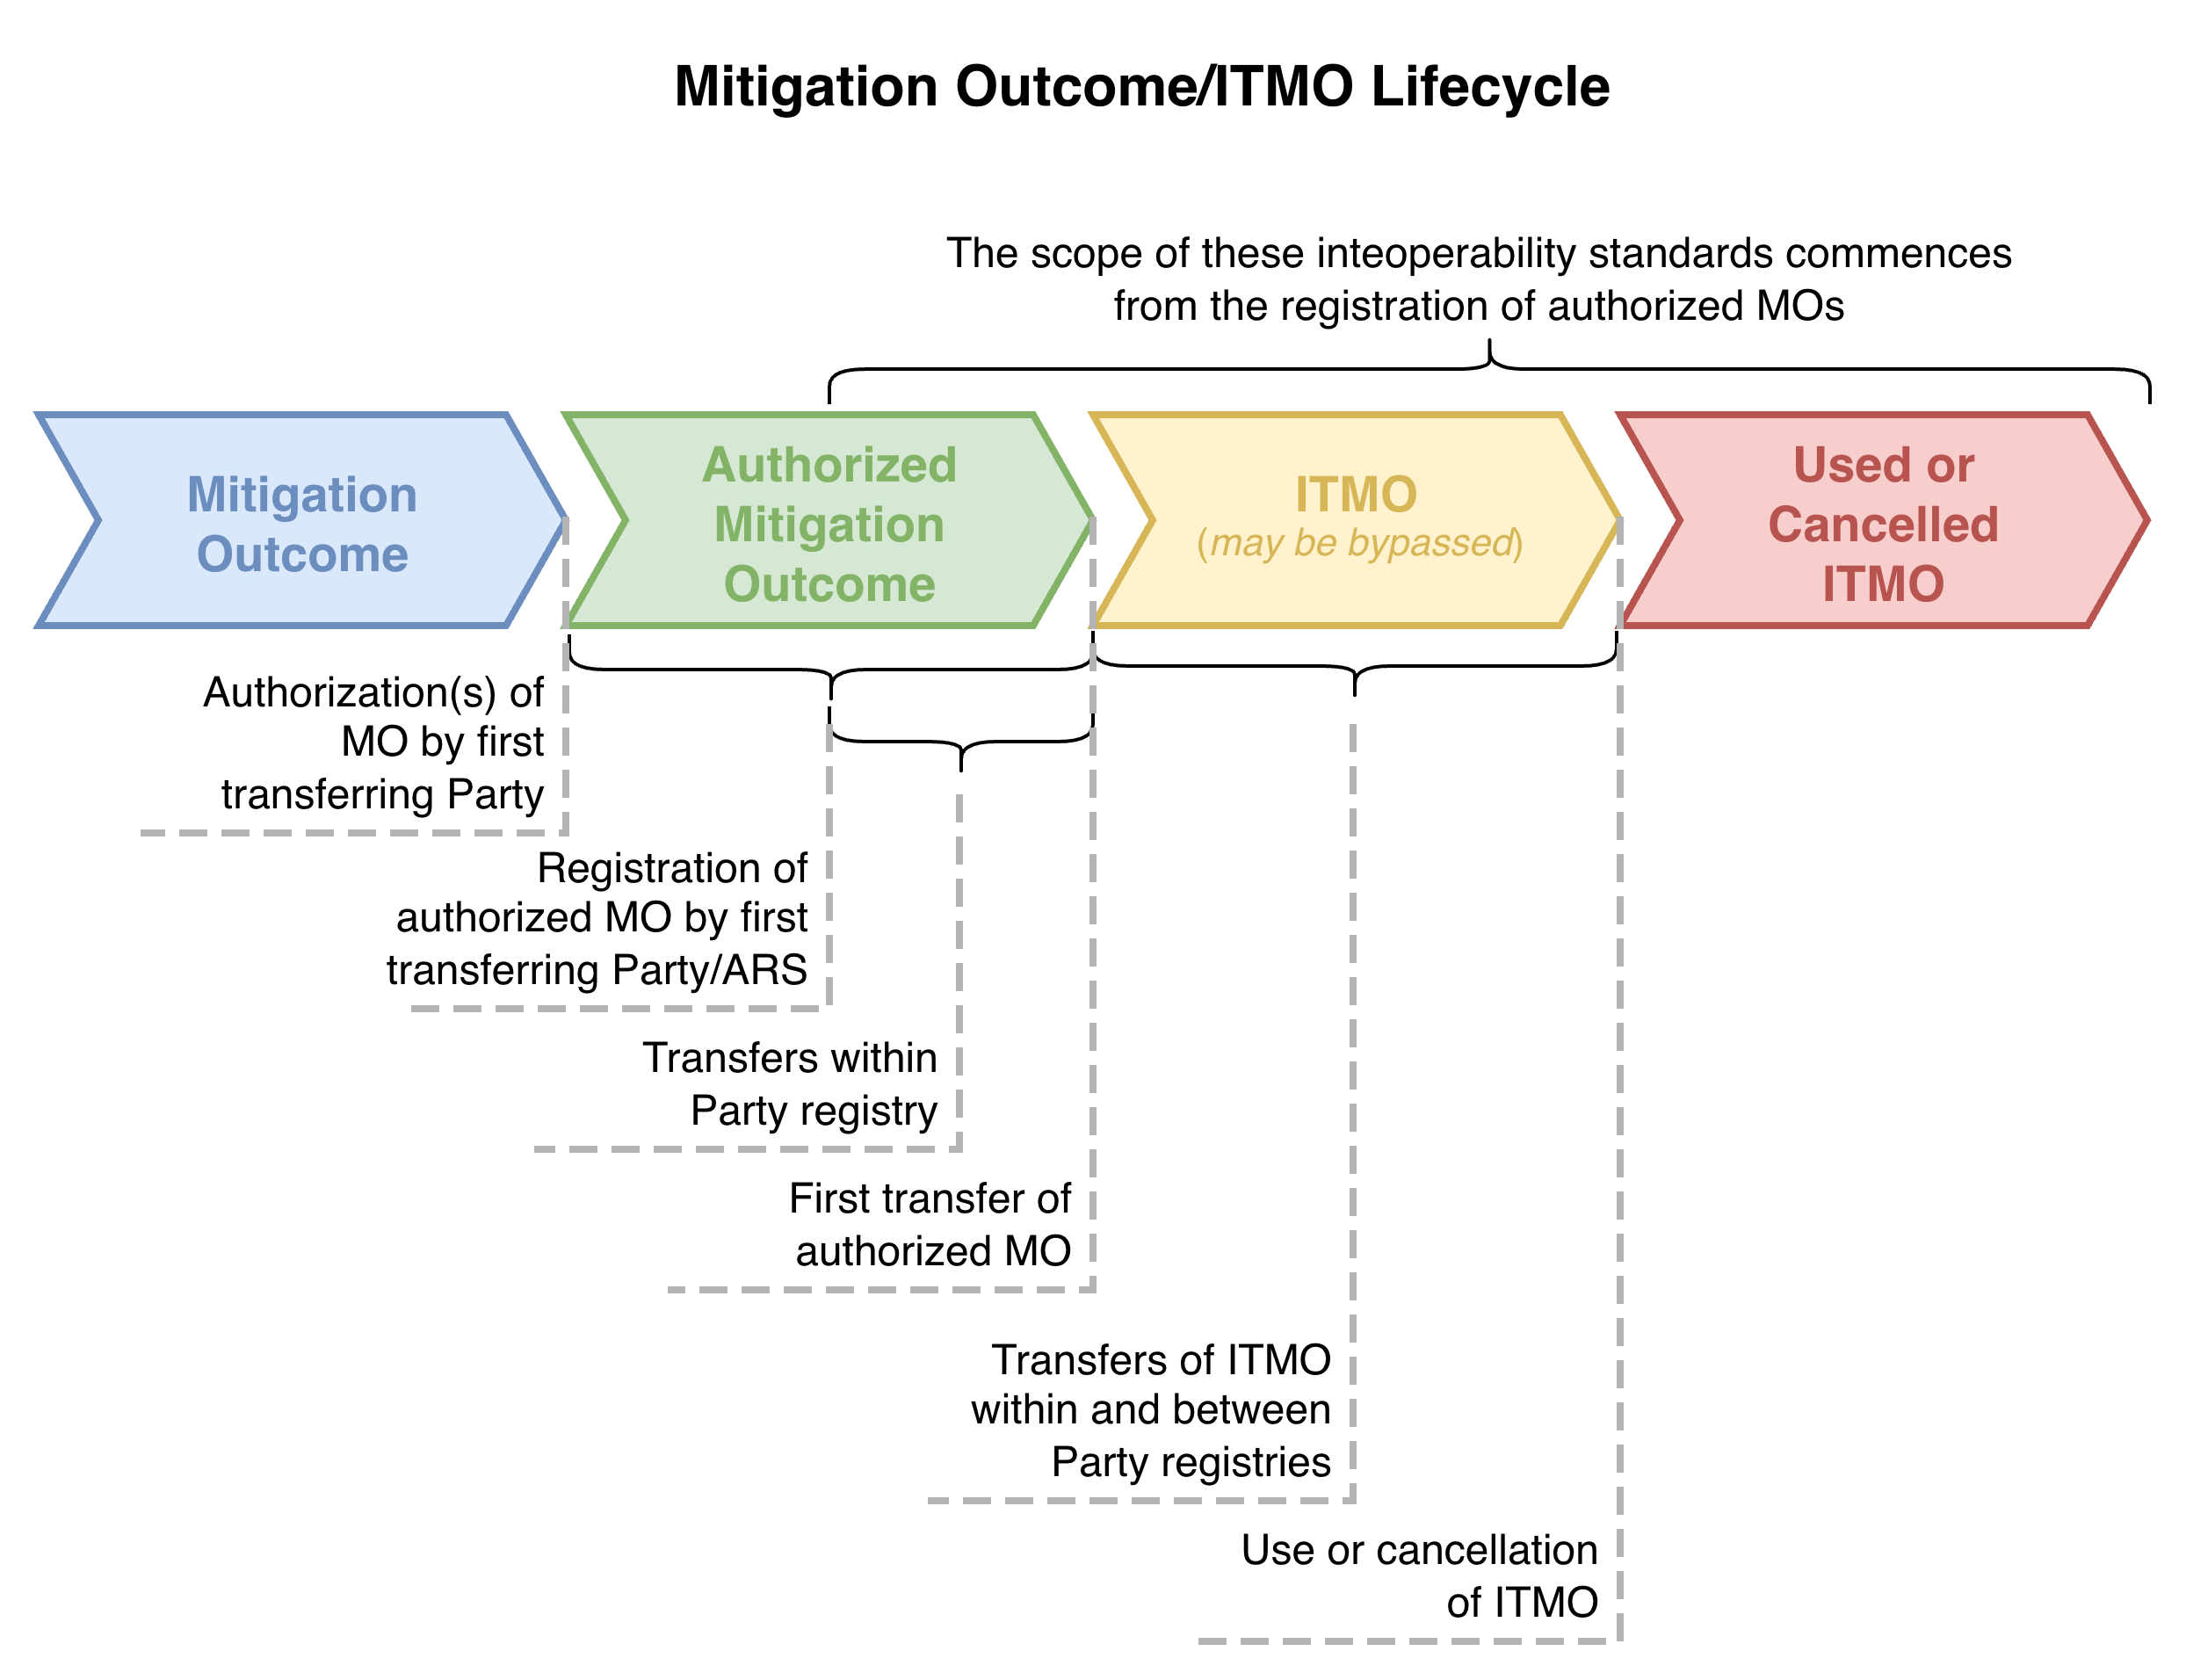 Mitigation Outcome/ITMO Lifecycle
The scope of these inteoperability standards commences
from the registration of authorized MOs
Mitigation
Outcome
Authorized
Mitigation
Outcome
ITMO
(may be bypassed)
Used or
Cancelled
ITMO
Authorization(s) of
MO by first
transferring Party
Registration of
authorized MO by first
transferring Party/ARS
Transfers within
Party registry
First transfer of
authorized MO
Transfers of ITMO
within and between
Party registries
Use or cancellation
of ITMO